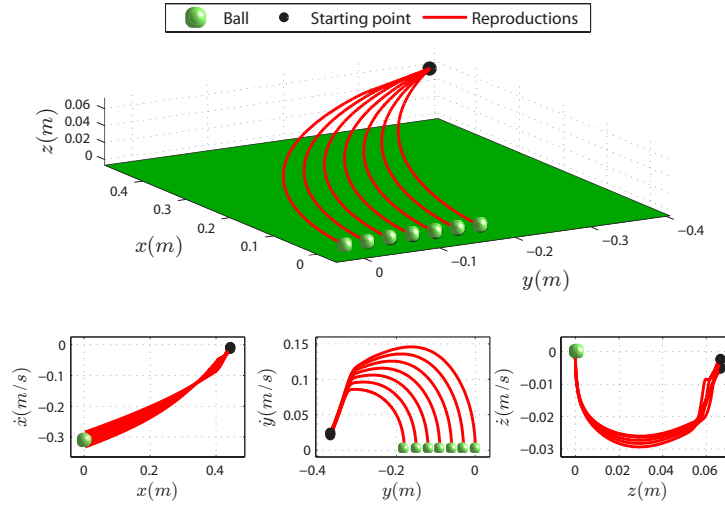 Ball Starting point Reproductions
z(m)
0.06
0.04
0.02
0
0.4
0.3
0.2
0.1
0
x(m)
0
−0.1
−0.2
−0.3
−0.4
y(m)
0
−0.1
−0.2
−0.3
ẋ(m/s)
0 0.2 0.4
x(m)
0.15
0.1
0.05
0
ẏ(m/s)
−0.4 −0.2 0
y(m)
0
−0.01
−0.02
−0.03
ż(m/s)
0 0.02 0.04 0.06
z(m)